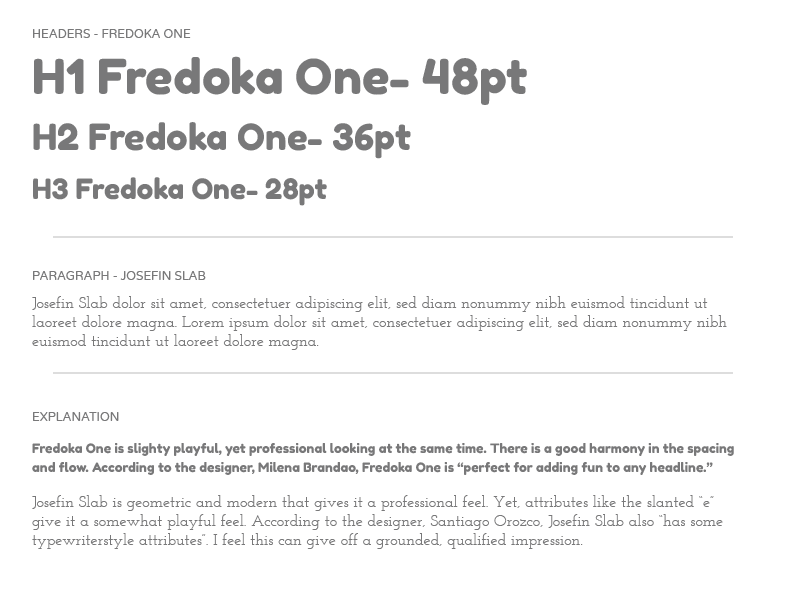 HEADERS - FREDOKA ONE
H1 Fredoka One- 48pt
H2 Fredoka One- 36pt
H3 Fredoka One- 28pt
PARAGRAPH - JOSEFIN SLAB
Josefin Slab dolor sit amet, consectetuer adipiscing elit, sed diam nonummy nibh euismod tincidunt ut
laoreet dolore magna. Lorem ipsum dolor sit amet, consectetuer adipiscing elit, sed diam nonummy nibh
euismod tincidunt ut laoreet dolore magna.
EXPLANATION
Fredoka One is slighty playful, yet professional looking at the same time. There is a good harmony in the spacing
and flow. According to the designer, Milena Brandao, Fredoka One is “perfect for adding fun to any headline.”
Josefin Slab is geometric and modern that gives it a professional feel. Yet, attributes like the slanted “e”
give it a somewhat playful feel. According to the designer, Santiago Orozco, Josefin Slab also “has some
typewriterstyle attributes”. I feel this can give off a grounded, qualified impression.